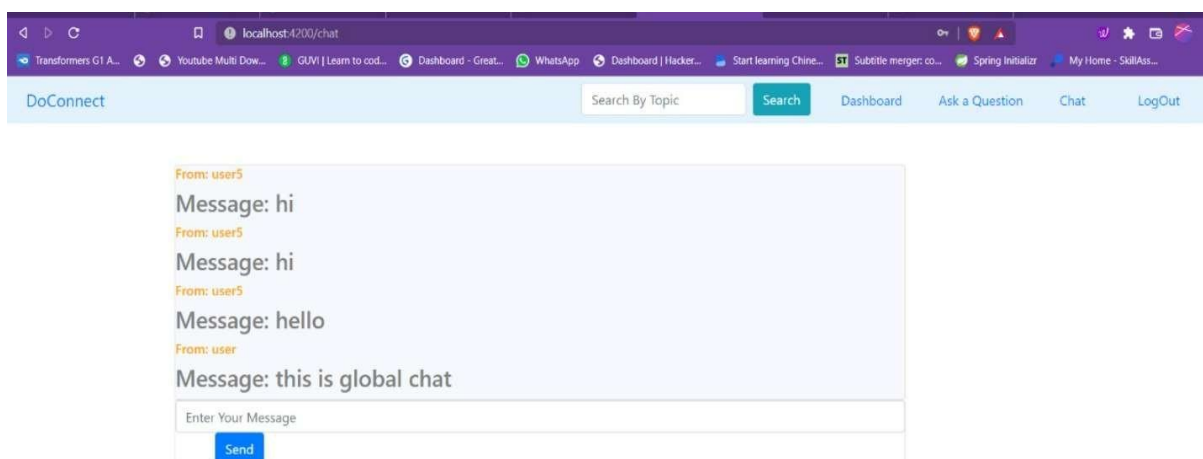 localhost:4200/chat
Transformers G1 A... Youtube Multi Dow... GUVI | Learn to cod... Dashboard - Great... WhatsApp Dashboard | Hacker... Start learning Chine... ST Subtitle merger: co... Spring Initializr My Home - SkillAss...
DoConnect Search By Topic Search Dashboard Ask a Question Chat LogOut
From: user5
Message: hi
From: user5
Message: hi
From: user5
Message: hello
From: user
Message: this is global chat
Enter Your Message
Send